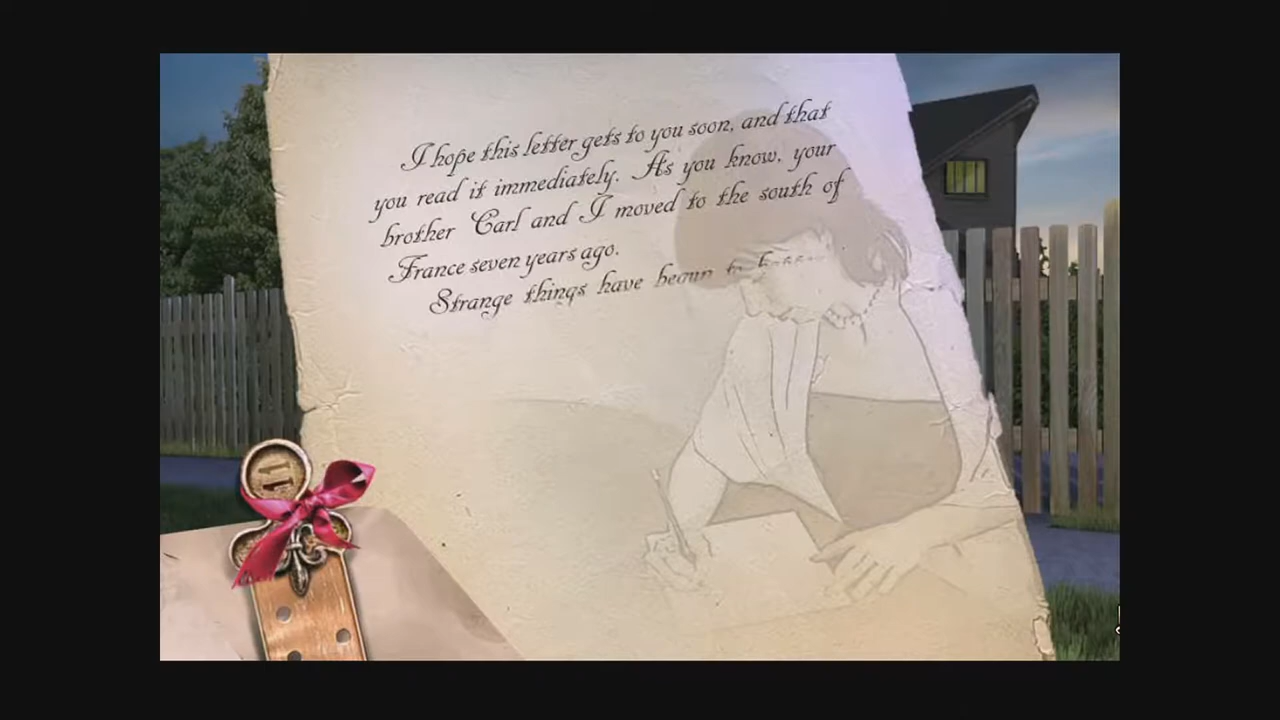 I hope this letter gets to you soon, and that
you read it immediately. As you know, your
brother Carl and I moved to the south of
France seven years ago.
Strange things have begun to